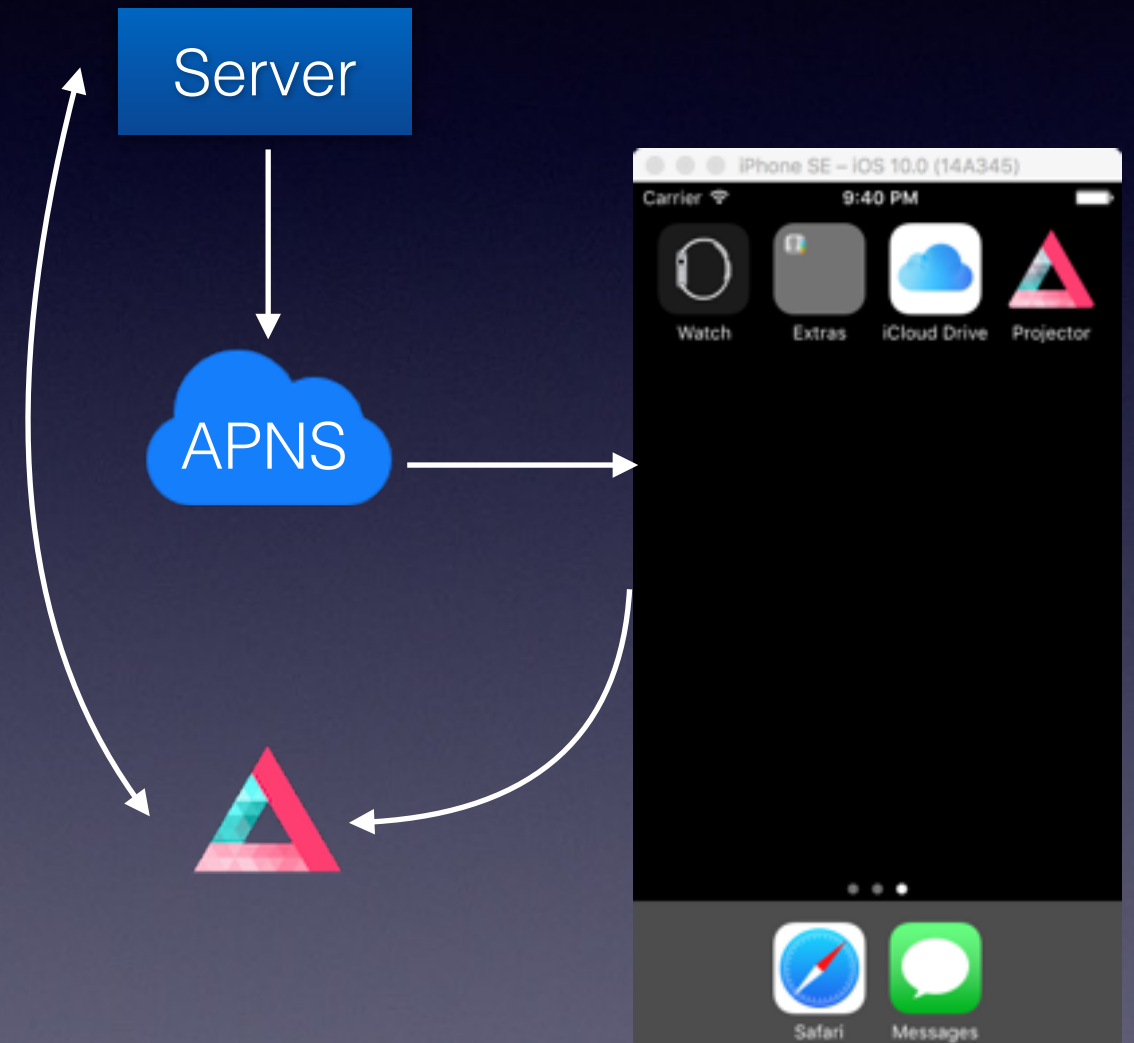 Server
iPhone SE – iOS 10.0 (14A345)
Carrier 9:40 PM
Watch Extras iCloud Drive Projector
APNS
Safari Messages